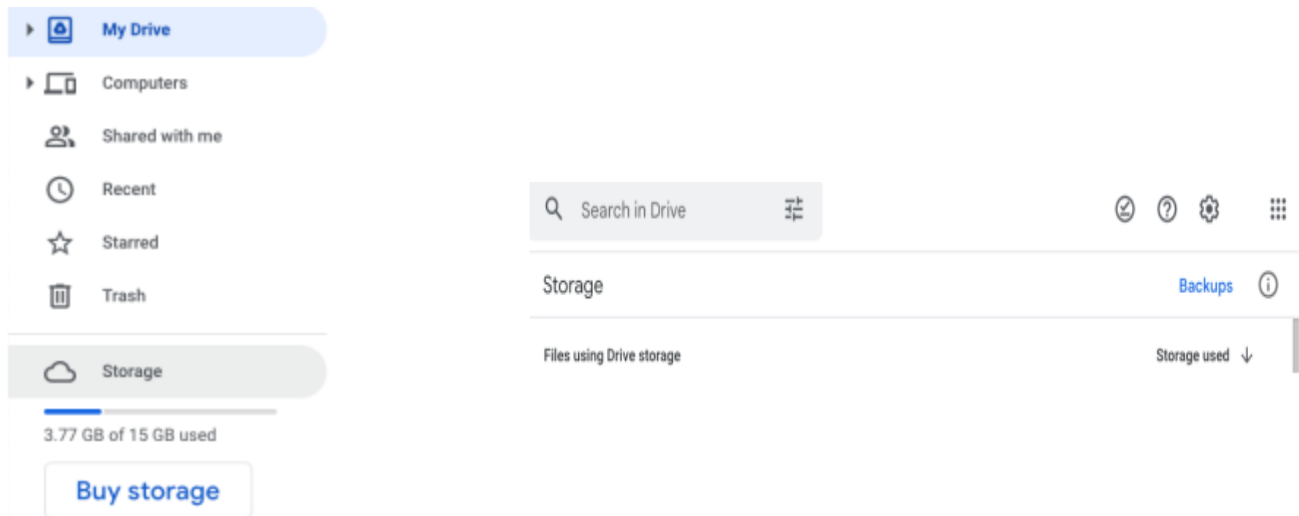 My Drive
Computers
Shared with me
Recent
Starred
Trash
Storage
3.77 GB of 15 GB used
Buy storage
Search in Drive
Storage Backups
Files using Drive storage Storage used